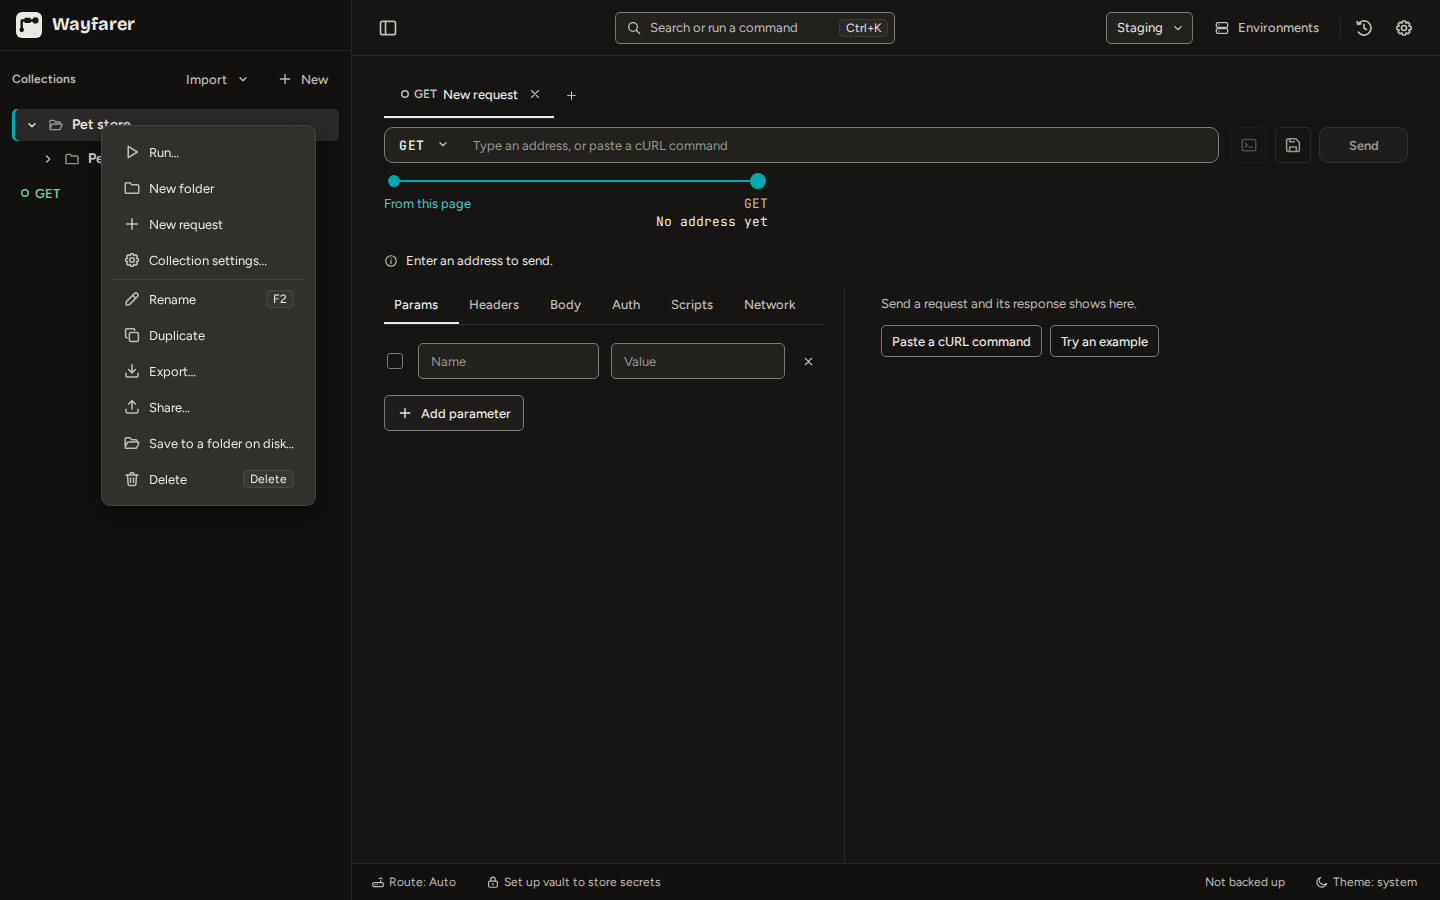 Wayfarer
Search or run a command
Ctrl+K
Staging
Environments
Collections
Import
New
Pet store
GET
GET New request
GET
Type an address, or paste a cURL command
Send
From this page
GET
No address yet
Enter an address to send.
Run...
New folder
New request
Collection settings...
Rename
F2
Duplicate
Export...
Share...
Save to a folder on disk...
Delete
Delete
Params
Headers
Body
Auth
Scripts
Network
Name
Value
Add parameter
Send a request and its response shows here.
Paste a cURL command
Try an example
Route: Auto
Set up vault to store secrets
Not backed up
Theme: system